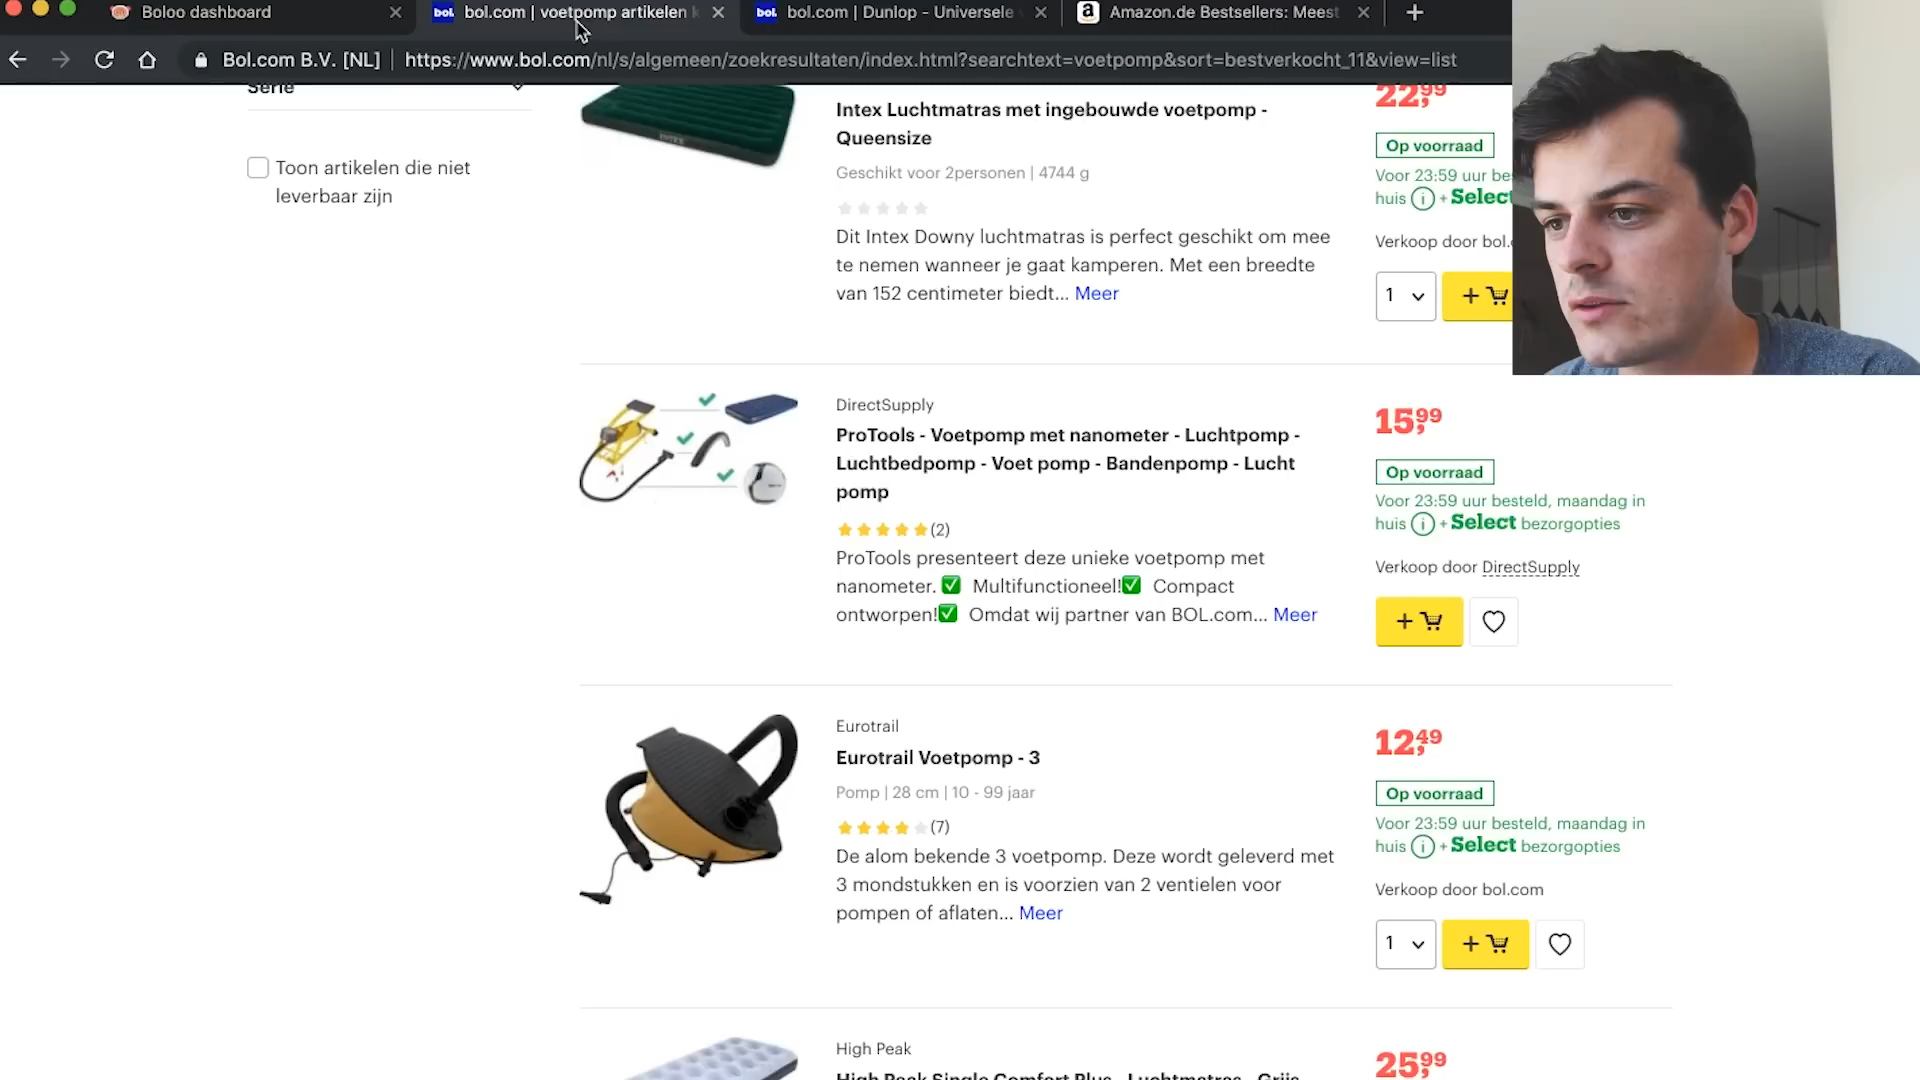 Boloo dashboard
bol. bol.com | voetpomp artikelen k
bol. bol.com | Dunlop - Universele
a Amazon.de Bestsellers: Meest
Bol.com B.V. [NL] https://www.bol.com/nl/s/algemeen/zoekresultaten/index.html?searchtext=voetpomp&sort=bestverkocht_11&view=list
Serie
Toon artikelen die niet
leverbaar zijn
INTEX
Intex Luchtmatras met ingebouwde voetpomp -
Queensize
Geschikt voor 2personen | 4744 g
Dit Intex Downy luchtmatras is perfect geschikt om mee
te nemen wanneer je gaat kamperen. Met een breedte
van 152 centimeter biedt... Meer
22,99
Op voorraad
Voor 23:59 uur be
huis i + Select
Verkoop door bol.
1 +
DirectSupply
ProTools - Voetpomp met nanometer - Luchtpomp -
Luchtbedpomp - Voet pomp - Bandenpomp - Lucht
pomp
(2)
ProTools presenteert deze unieke voetpomp met
nanometer. ✅ Multifunctioneel!✅ Compact
ontworpen!✅ Omdat wij partner van BOL.com... Meer
15,99
Op voorraad
Voor 23:59 uur besteld, maandag in
huis i + Select bezorgopties
Verkoop door DirectSupply
+
Eurotrail
Eurotrail Voetpomp - 3
Pomp | 28 cm | 10 - 99 jaar
(7)
De alom bekende 3 voetpomp. Deze wordt geleverd met
3 mondstukken en is voorzien van 2 ventielen voor
pompen of aflaten... Meer
12,49
Op voorraad
Voor 23:59 uur besteld, maandag in
huis i + Select bezorgopties
Verkoop door bol.com
1 +
High Peak
High Peak Single Comfort Plus - Luchtmatras - Grijs
25,99